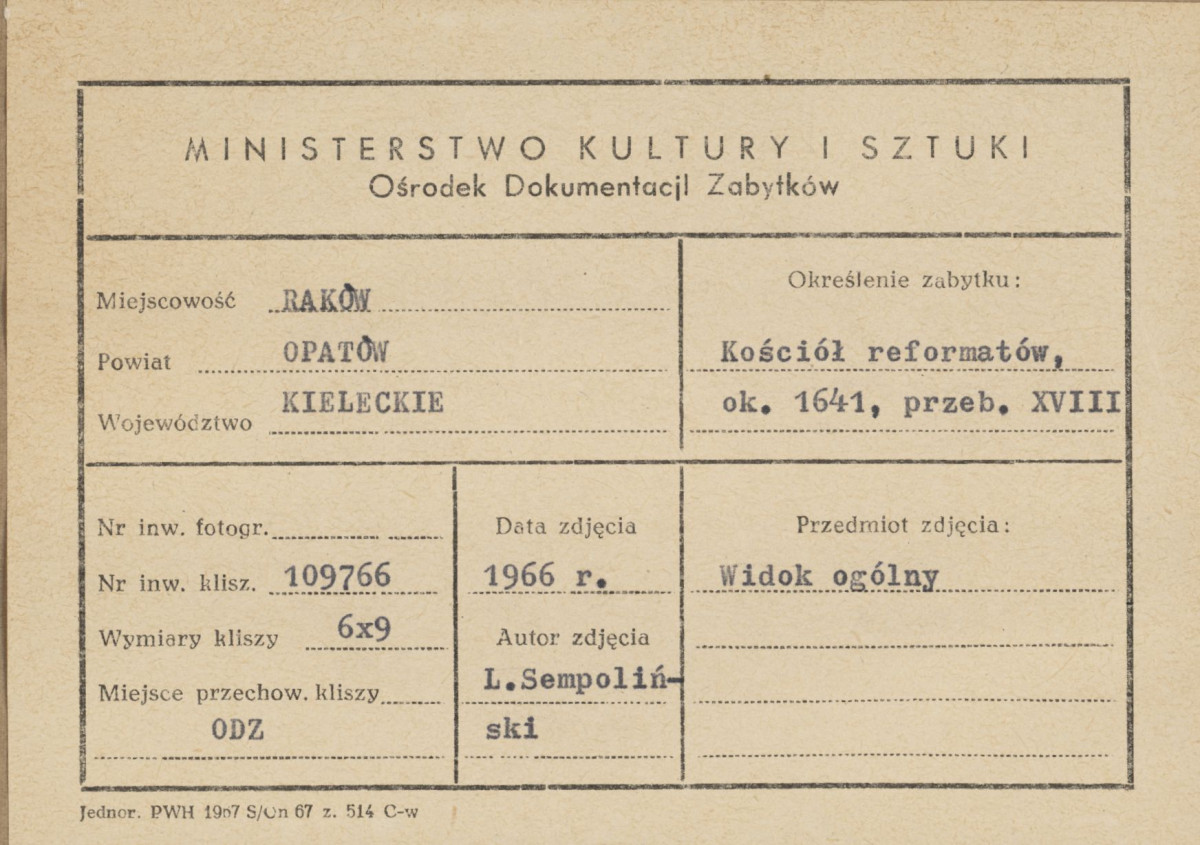 MINISTERSTWO KULTURY I SZTUKI
Ośrodek Dokumentacji Zabytków
Miejscowość RAKÓW
Powiat OPATÓW
Województwo KIELECKIE
Określenie zabytku:
Kościół reformatów,
ok. 1641, przeb. XVIII
Nr inw. fotogr.
Nr inw. klisz. 109766
Wymiary kliszy 6x9
Miejsce przechow. kliszy
ODZ
Data zdjęcia
1966 r.
Autor zdjęcia
L.Sempoliń-
ski
Przedmiot zdjęcia:
Widok ogólny
Jednor. PWH 1967 S/On 67 z. 514 C-w